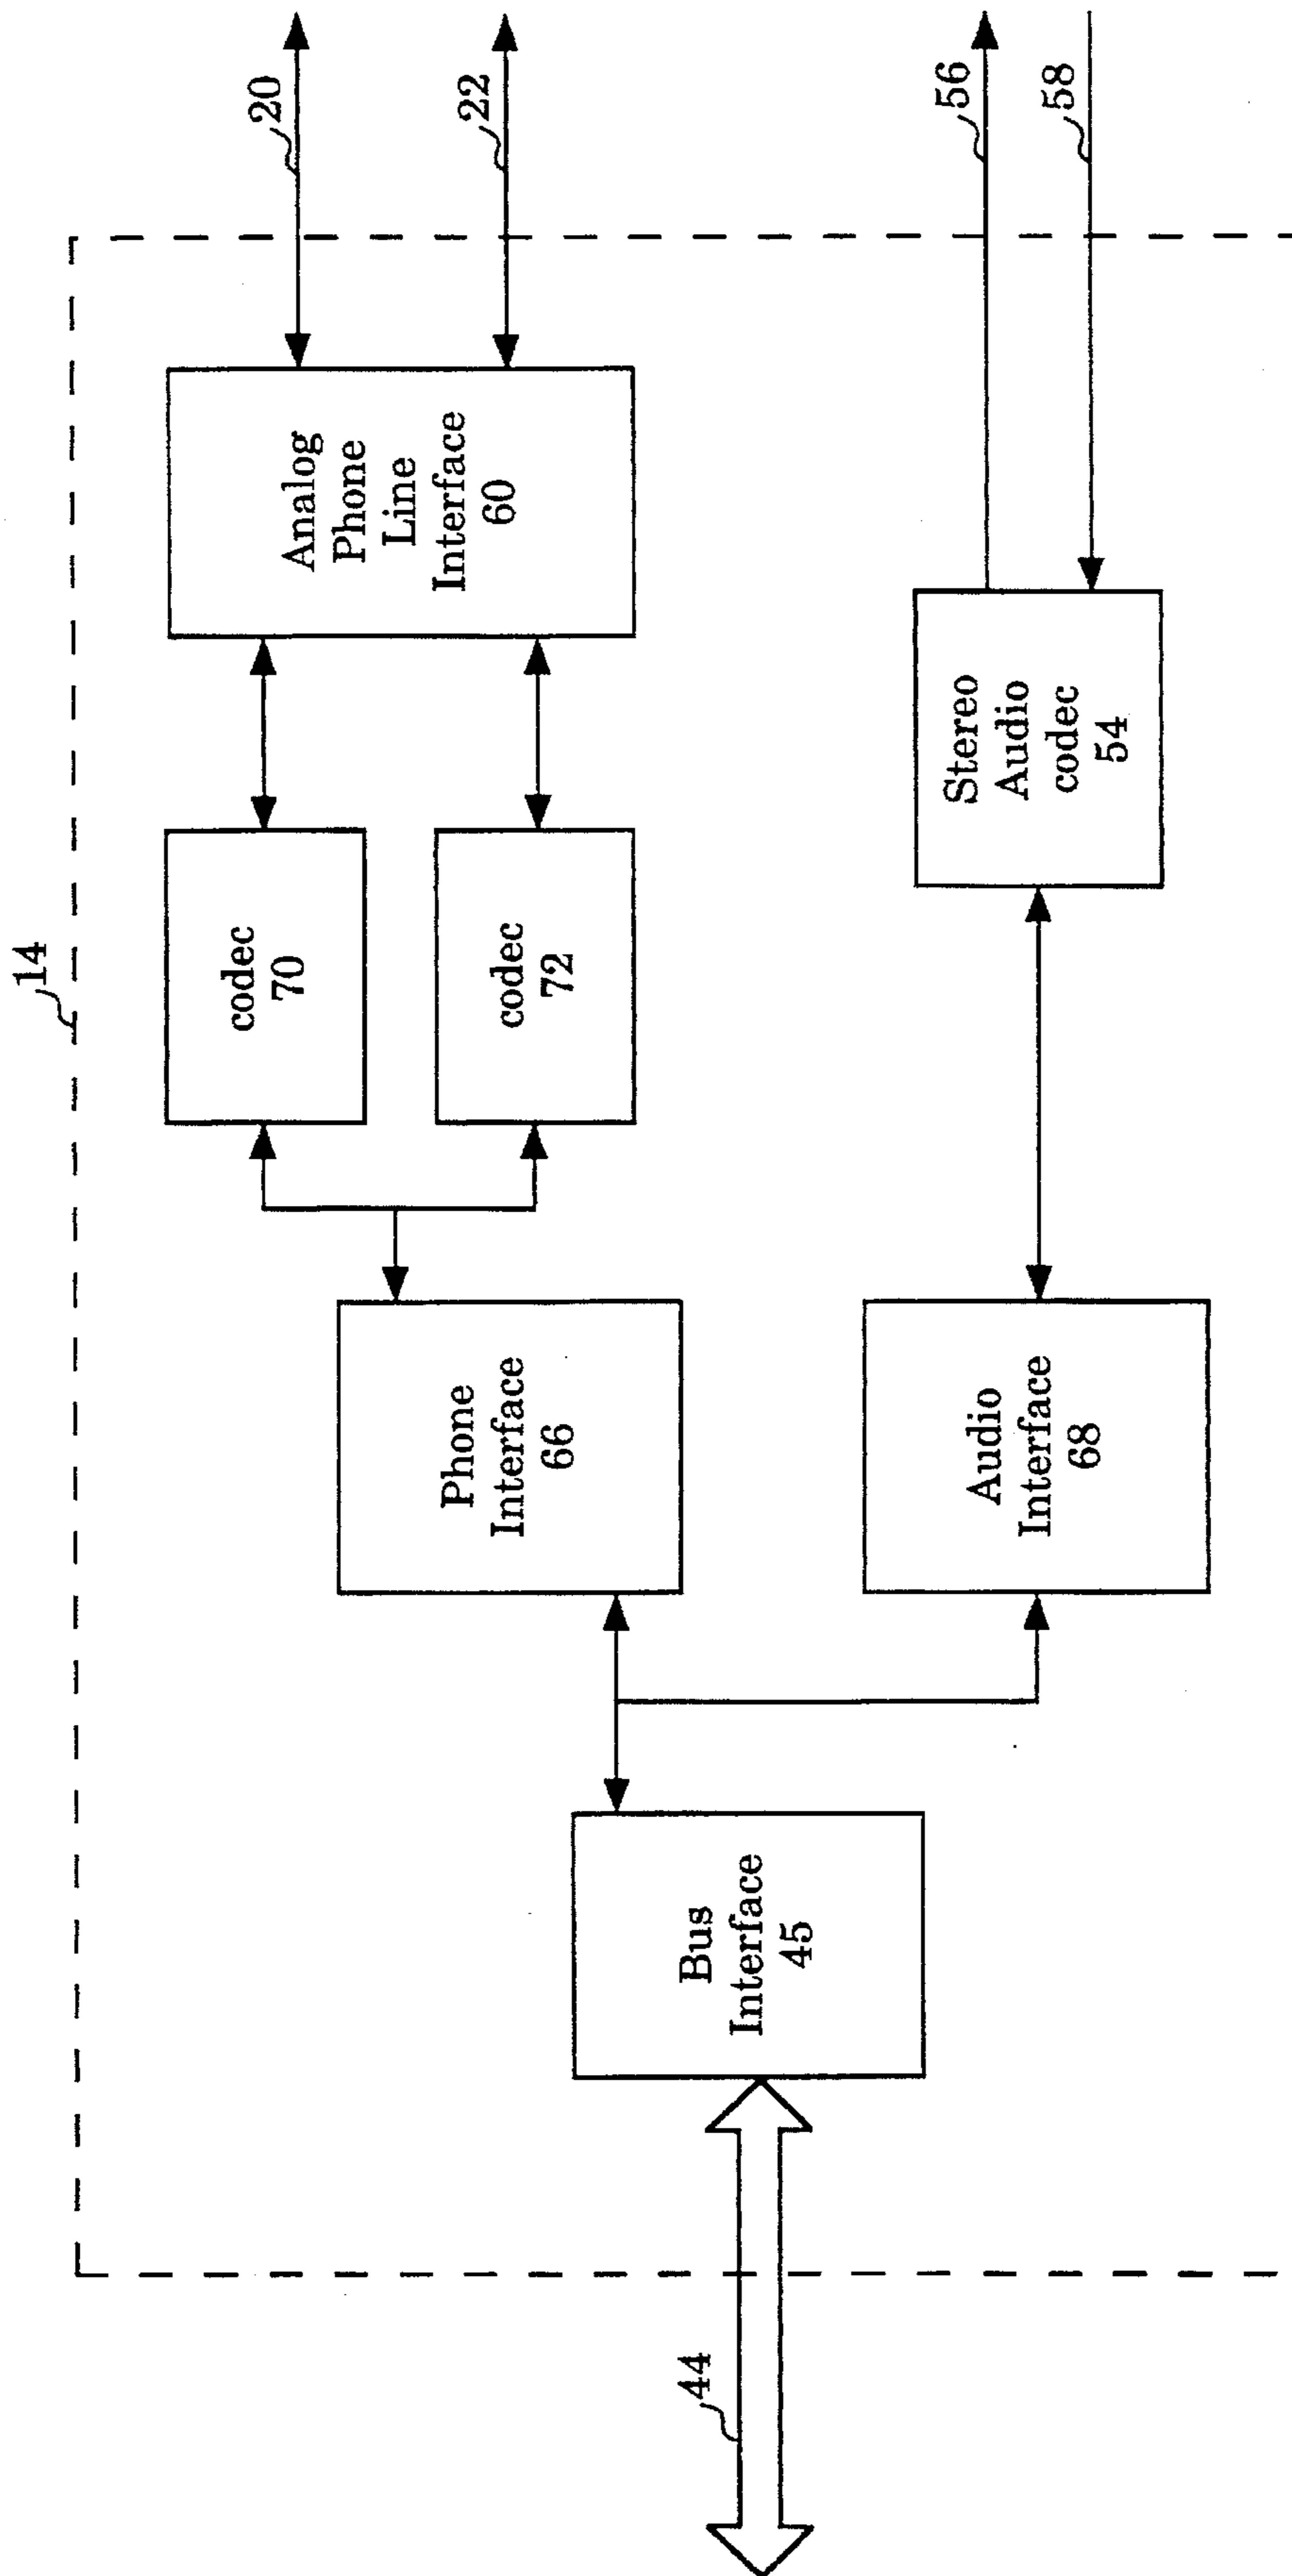 14
20
22
56
58
44
Analog
Phone
Line
Interface
60
codec
70
codec
72
Phone
Interface
66
Stereo
Audio
codec
54
Audio
Interface
68
Bus
Interface
45